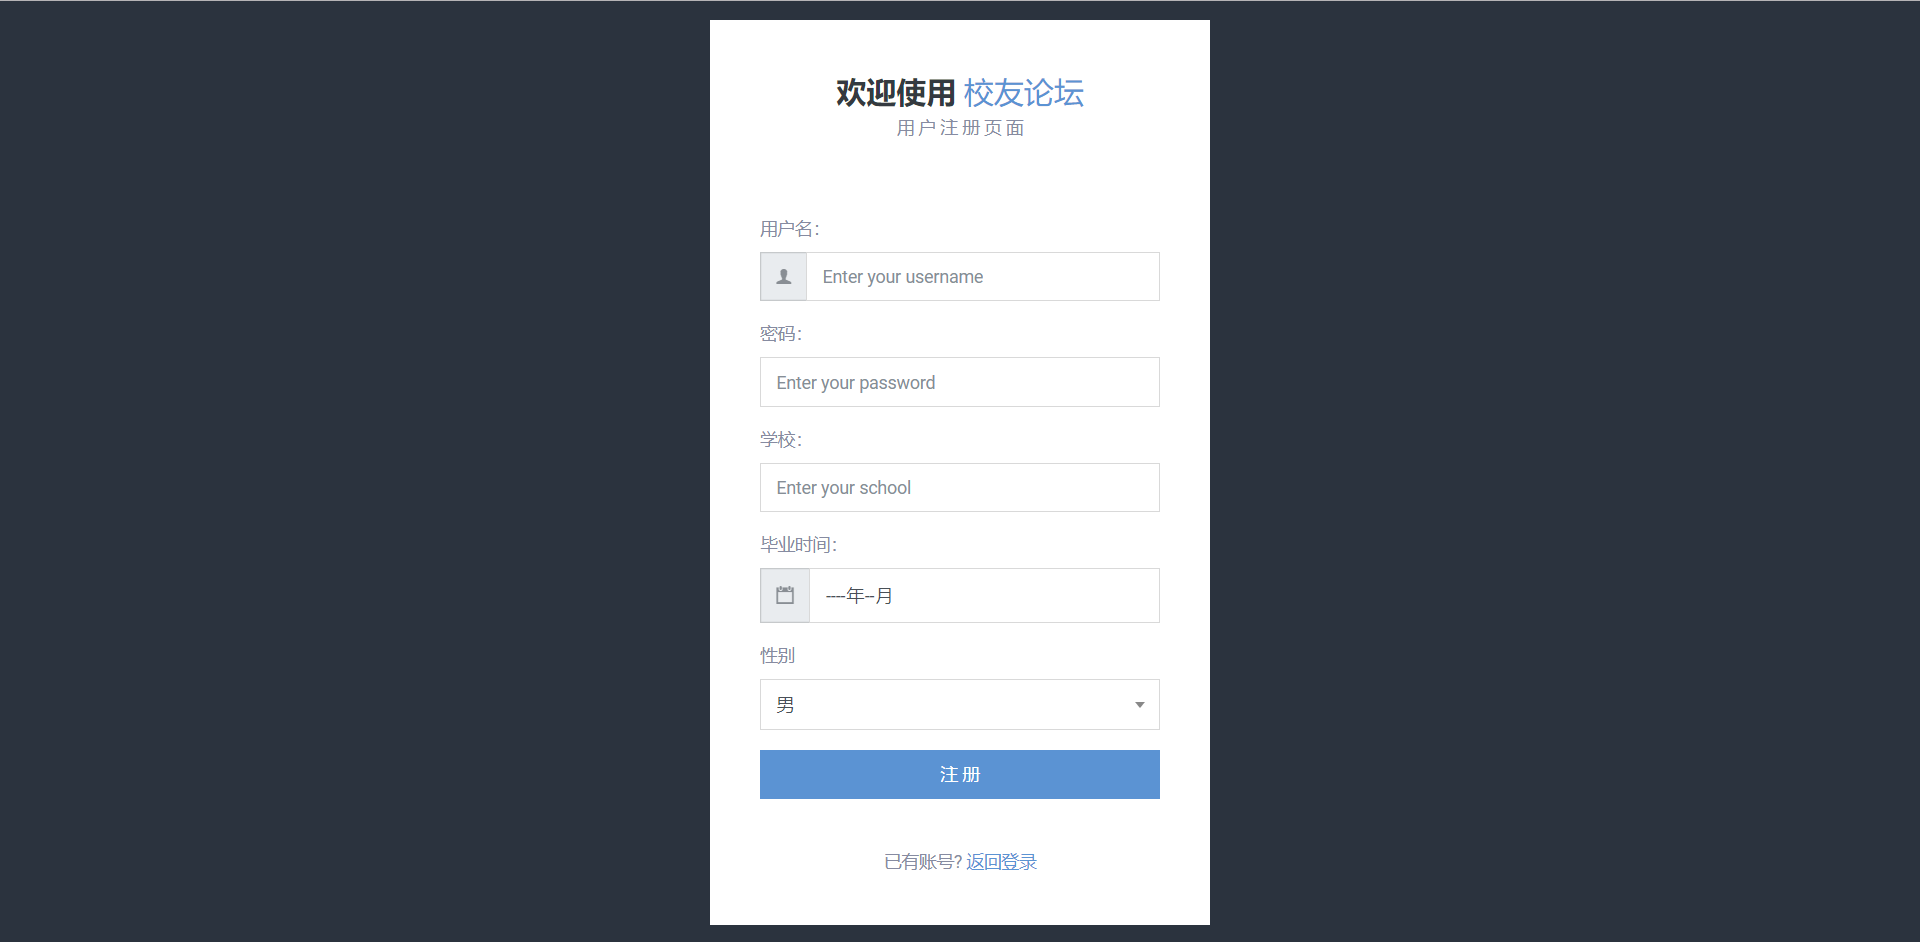 欢迎使用 校友论坛
用户注册页面
用户名：
Enter your username
密码：
Enter your password
学校：
Enter your school
毕业时间：
----年--月
性别
男
注册
已有账号? 返回登录